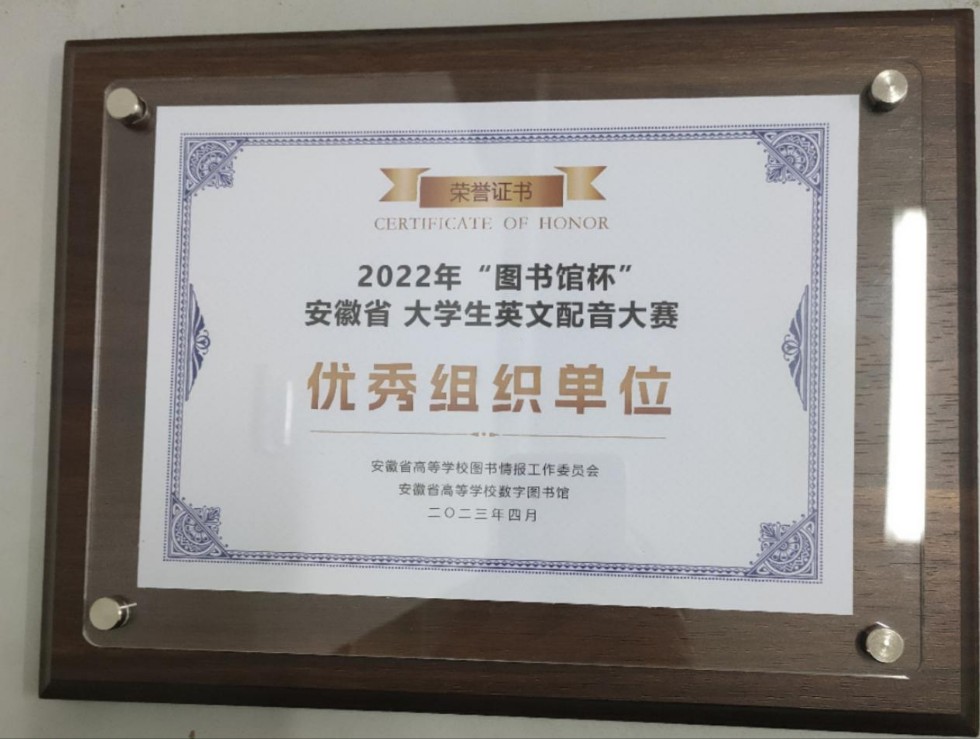 荣誉证书
CERTIFICATE OF HONOR
2022年“图书馆杯”
安徽省 大学生英文配音大赛
优秀组织单位
安徽省高等学校图书情报工作委员会
安徽省高等学校数字图书馆
二〇二三年四月